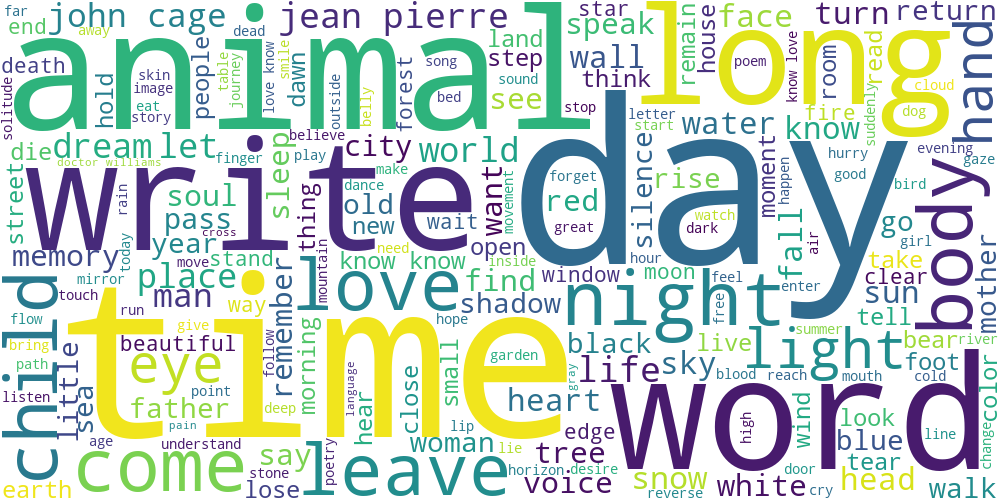 far
end
john cage
away
dead
jean pierre
star
speak
face
turn
return
animal
long
death
solitude
hold
skin
image
eat
story
people
table
journey
love know
smile
dawn
song
bed
outside
belly
forest
land
step
see
sound
stop
wall
think
remain
house
poem
know love
room
fire
read
suddenly
cloud
dog
hand
die
dream
let
doctor williams
finger
sleep
believe
play
city
make
dance
world
want
movement
letter
start
water
know
silence
rise
moment
happen
hurry
good
evening
gaze
bird
write
day
street
rain
soul
pass
cross
year
thing
old
new
wait
need
open
forget
red
great
hour
watch
dark
fall
air
go
girl
take
body
memory
mirror
today
move
place
stand
mountain
know know
inside
find
window
moon
feel
free
enter
clear
sun
mother
touch
run
man
way
remember
love
shadow
night
tell
child
flow
bring
path
listen
little
time
give
follow
hope
beautiful
eye
point
morning
language
gray
garden
small
black
sky
live
light
summer
bear
river
foot
cold
life
blood
reach
mouth
sea
father
deep
pain
hear
close
lip
woman
lie
heart
edge
tree
word
high
wind
look
blue
line
color
change
head
age
understand
come
say
stone
lose
earth
leave
poetry
horizon
desire
voice
snow
reverse
white
door
cry
tear
walk